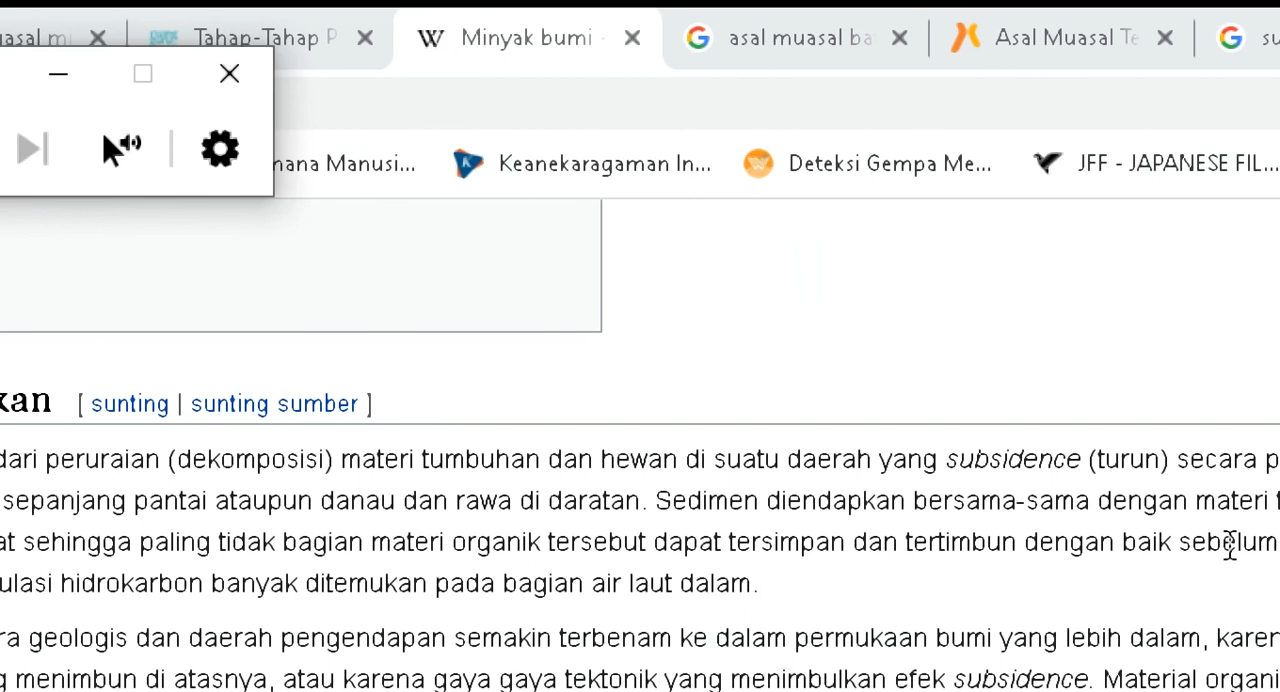 Tahap-Tahap P
Minyak bumi -
asal muasal ba
Asal Muasal Te
su
Manusi...
Keanekaragaman In...
Deteksi Gempa Me...
JFF - JAPANESE FIL...
kan [ sunting | sunting sumber ]
dari peruraian (dekomposisi) materi tumbuhan dan hewan di suatu daerah yang subsidence (turun) secara p
sepanjang pantai ataupun danau dan rawa di daratan. Sedimen diendapkan bersama-sama dengan materi t
at sehingga paling tidak bagian materi organik tersebut dapat tersimpan dan tertimbun dengan baik sebelum
ulasi hidrokarbon banyak ditemukan pada bagian air laut dalam.
ra geologis dan daerah pengendapan semakin terbenam ke dalam permukaan bumi yang lebih dalam, karen
g menimbun di atasnya, atau karena gaya gaya tektonik yang menimbulkan efek subsidence. Material organi